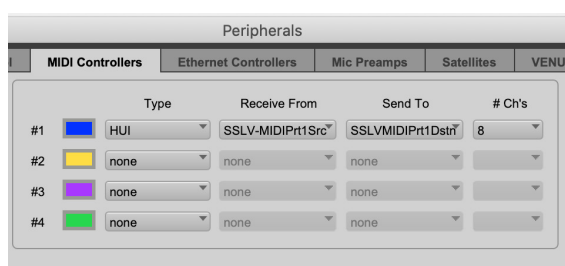 Peripherals
MIDI Controllers Ethernet Controllers Mic Preamps Satellites VENU
Type Receive From Send To # Ch's
#1 HUI SSLV-MIDIPrt1Src SSLVMIDIPrt1Dstn 8
#2 none none none
#3 none none none
#4 none none none